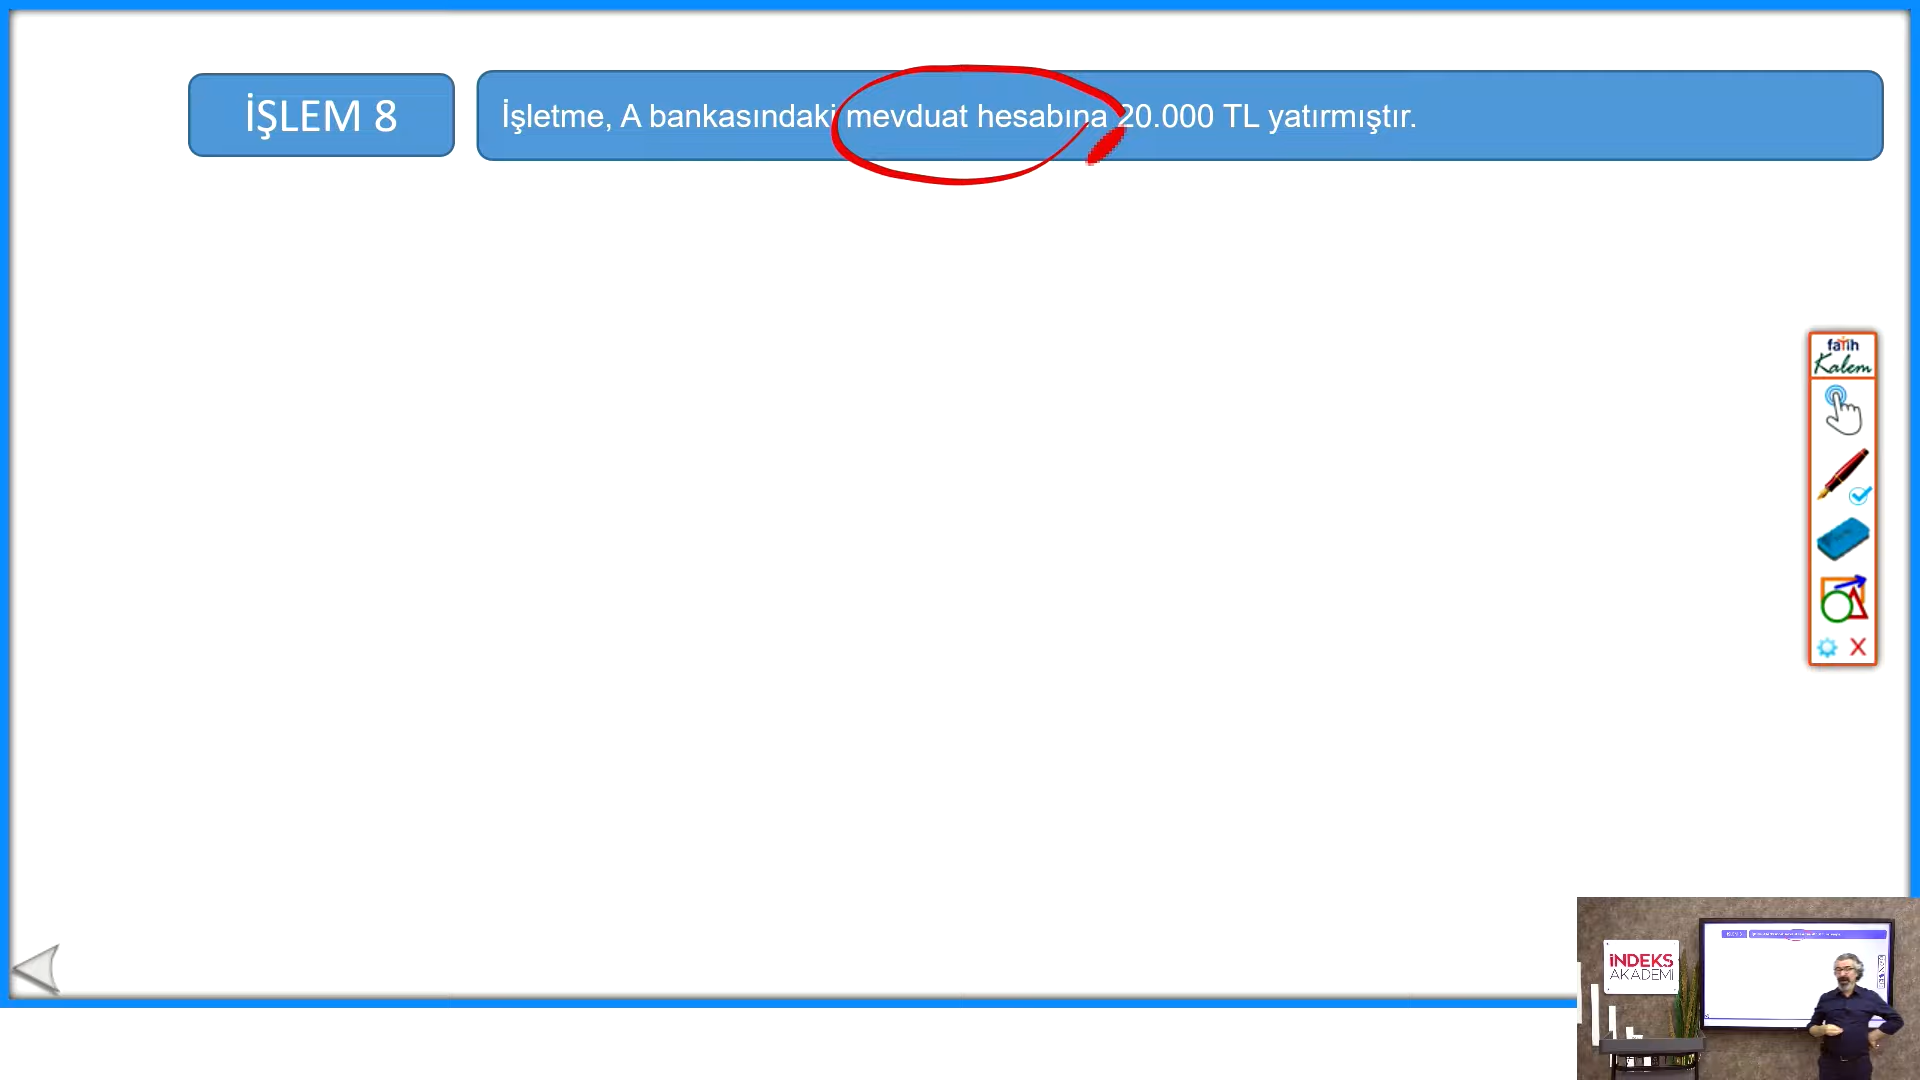 İŞLEM 8
İşletme, A bankasındaki mevduat hesabına 20.000 TL yatırmıştır.
fatih
Kalem
İNDEKS
AKADEMİ